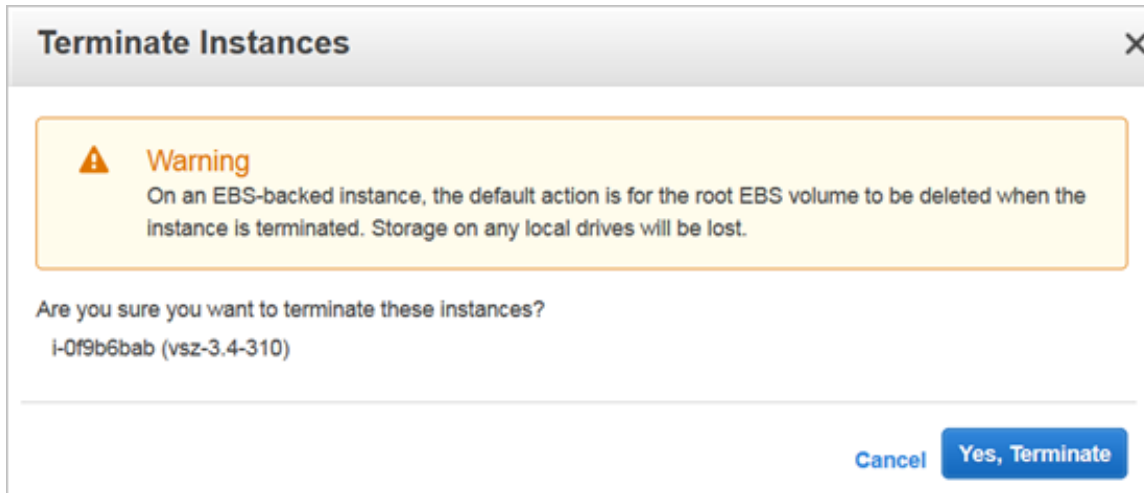 Terminate Instances
Warning
On an EBS-backed instance, the default action is for the root EBS volume to be deleted when the
instance is terminated. Storage on any local drives will be lost.
Are you sure you want to terminate these instances?
i-0f9b6bab (vsz-3.4-310)
Cancel
Yes, Terminate